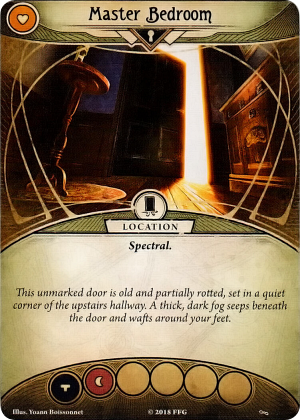 Master Bedroom
LOCATION
Spectral.
This unmarked door is old and partially rotted, set in a quiet
corner of the upstairs hallway. A thick, dark fog seeps beneath
the door and wafts around your feet.
Illus. Yoann Boissonnet
© 2018 FFG